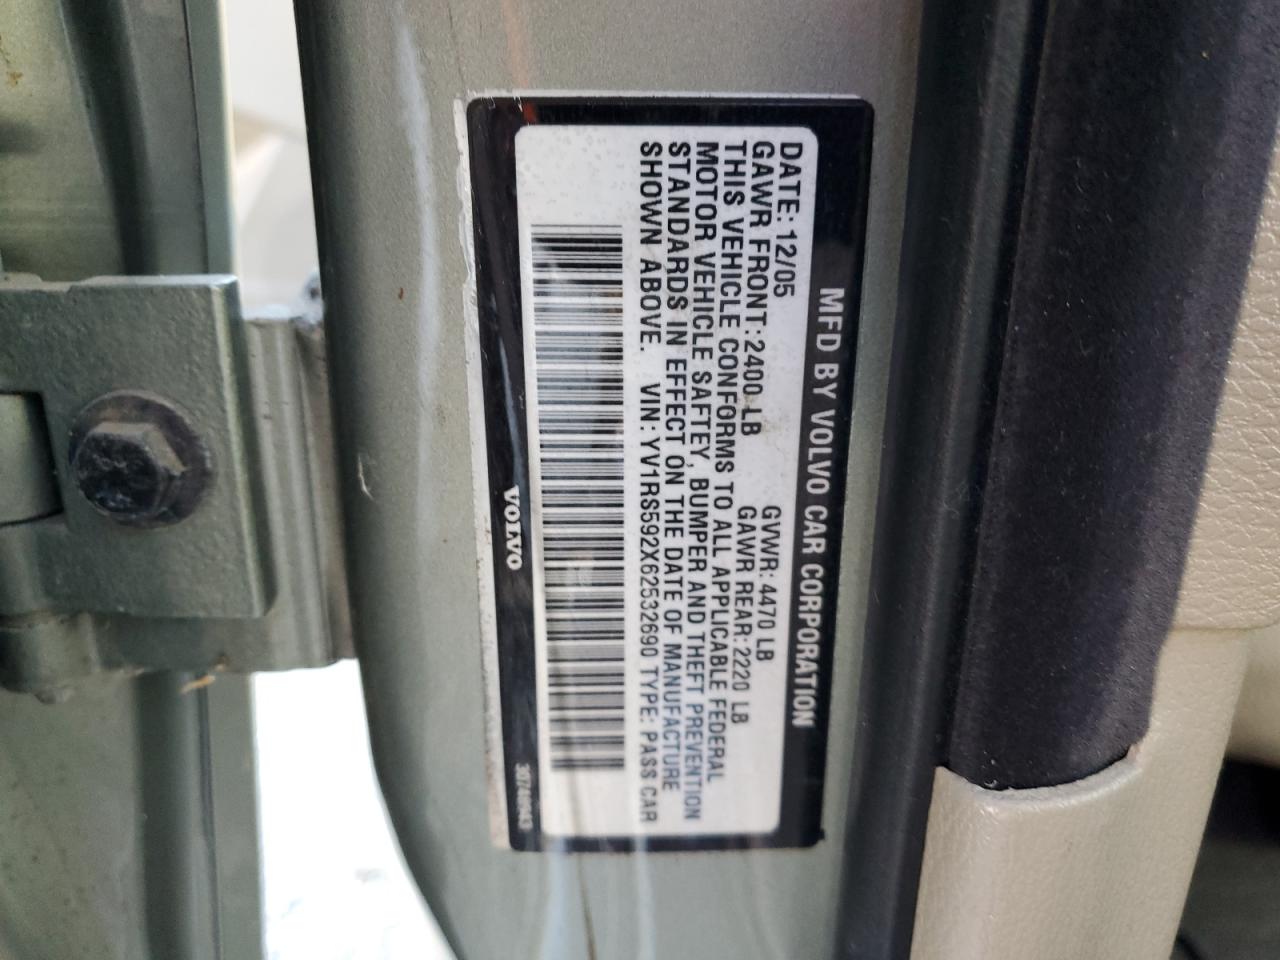 MFD BY VOLVO CAR CORPORATION
DATE: 12/05 GVWR: 4470 LB
GAWR FRONT: 2400 LB GAWR REAR: 2220 LB
THIS VEHICLE CONFORMS TO ALL APPLICABLE FEDERAL
MOTOR VEHICLE SAFTEY, BUMPER AND THEFT PREVENTION
STANDARDS IN EFFECT ON THE DATE OF MANUFACTURE
SHOWN ABOVE. VIN: YV1RS592X62532690 TYPE: PASS CAR
VOLVO